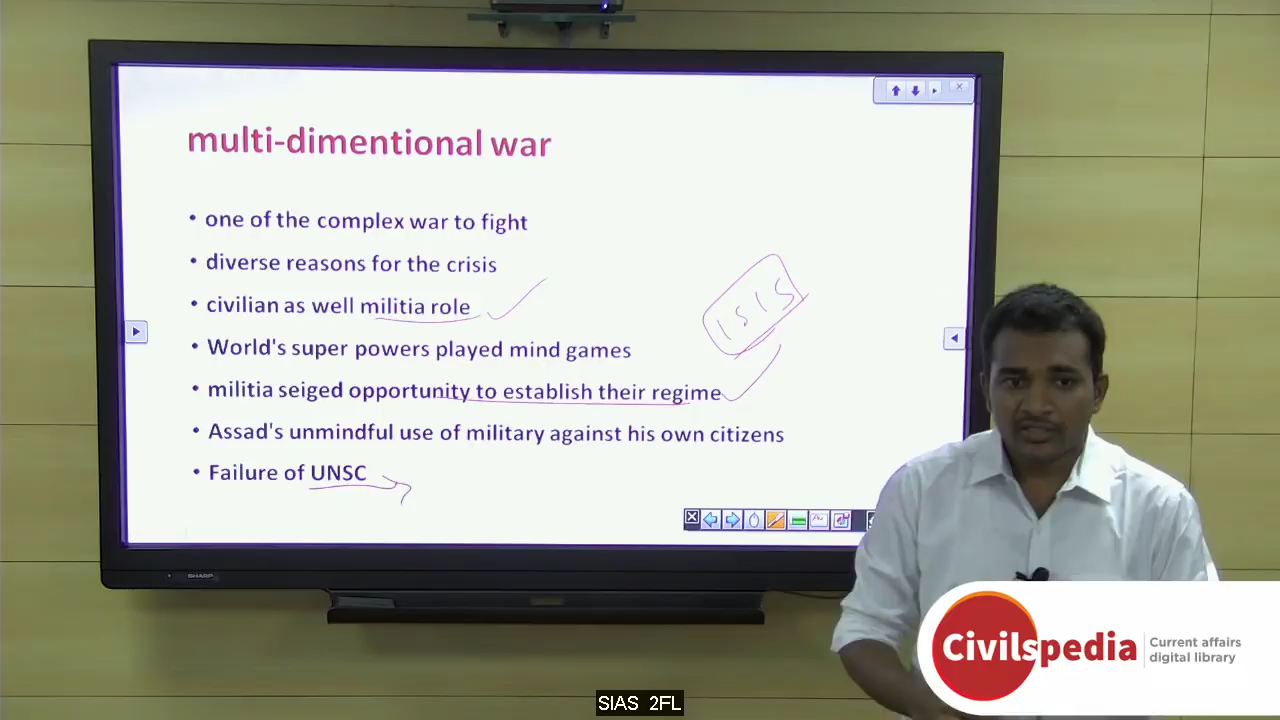 multi-dimentional war
• one of the complex war to fight
• diverse reasons for the crisis
• civilian as well militia role
• World's super powers played mind games
• militia seiged opportunity to establish their regime
• Assad's unmindful use of military against his own citizens
• Failure of UNSC
ISIS
SHARP
Civilspedia
Current affairs
digital library
SIAS 2FL